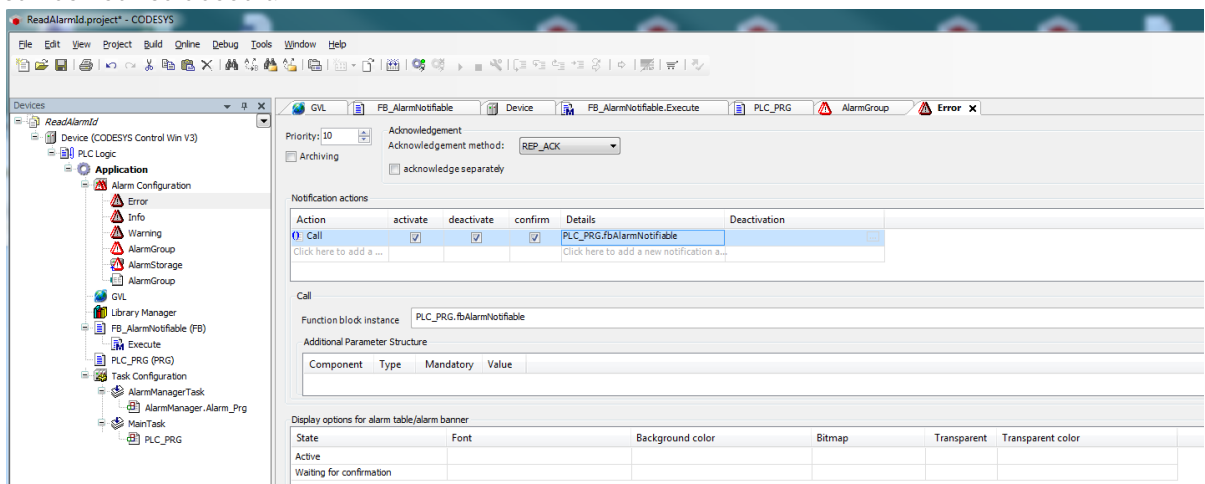 ReadAlarmId.project* - CODESYS
File Edit View Project Build Online Debug Tools Window Help
Devices
GVL FB_AlarmNotifiable Device FB_AlarmNotifiable.Execute PLC_PRG AlarmGroup Error X
ReadAlarmId
Device (CODESYS Control Win V3)
PLC Logic
Application
Alarm Configuration
Error
Info
Warning
AlarmGroup
AlarmStorage
AlarmGroup
GVL
Library Manager
FB_AlarmNotifiable (FB)
Execute
PLC_PRG (PRG)
Task Configuration
AlarmManagerTask
AlarmManager.Alarm_Prg
MainTask
PLC_PRG
Priority: 10
Archiving
Acknowledgement
Acknowledgement method: REP_ACK
acknowledge separately
Notification actions
Action activate deactivate confirm Details Deactivation
Call PLC_PRG.fbAlarmNotifiable
Click here to add a ... Click here to add a new notification a...
Call
Function block instance PLC_PRG.fbAlarmNotifiable
Additional Parameter Structure
Component Type Mandatory Value
Display options for alarm table/alarm banner
State Font Background color Bitmap Transparent Transparent color
Active
Waiting for confirmation